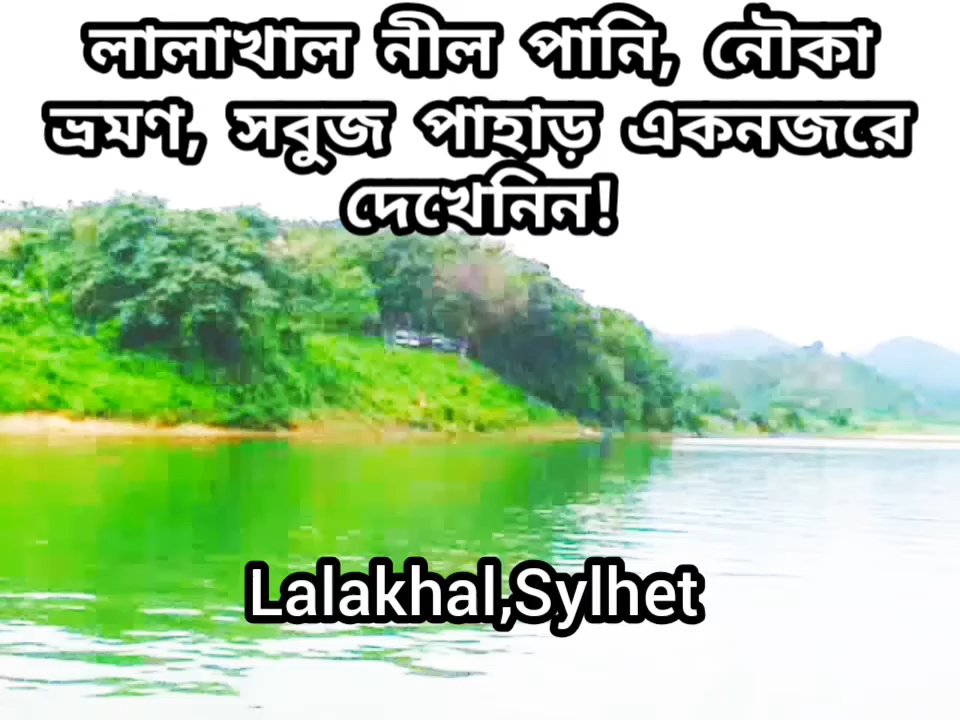 লালাখাল নীল পানি, নৌকা
ভ্রমণ, সবুজ পাহাড় একনজরে
দেখেনিন!
Lalakhal,Sylhet